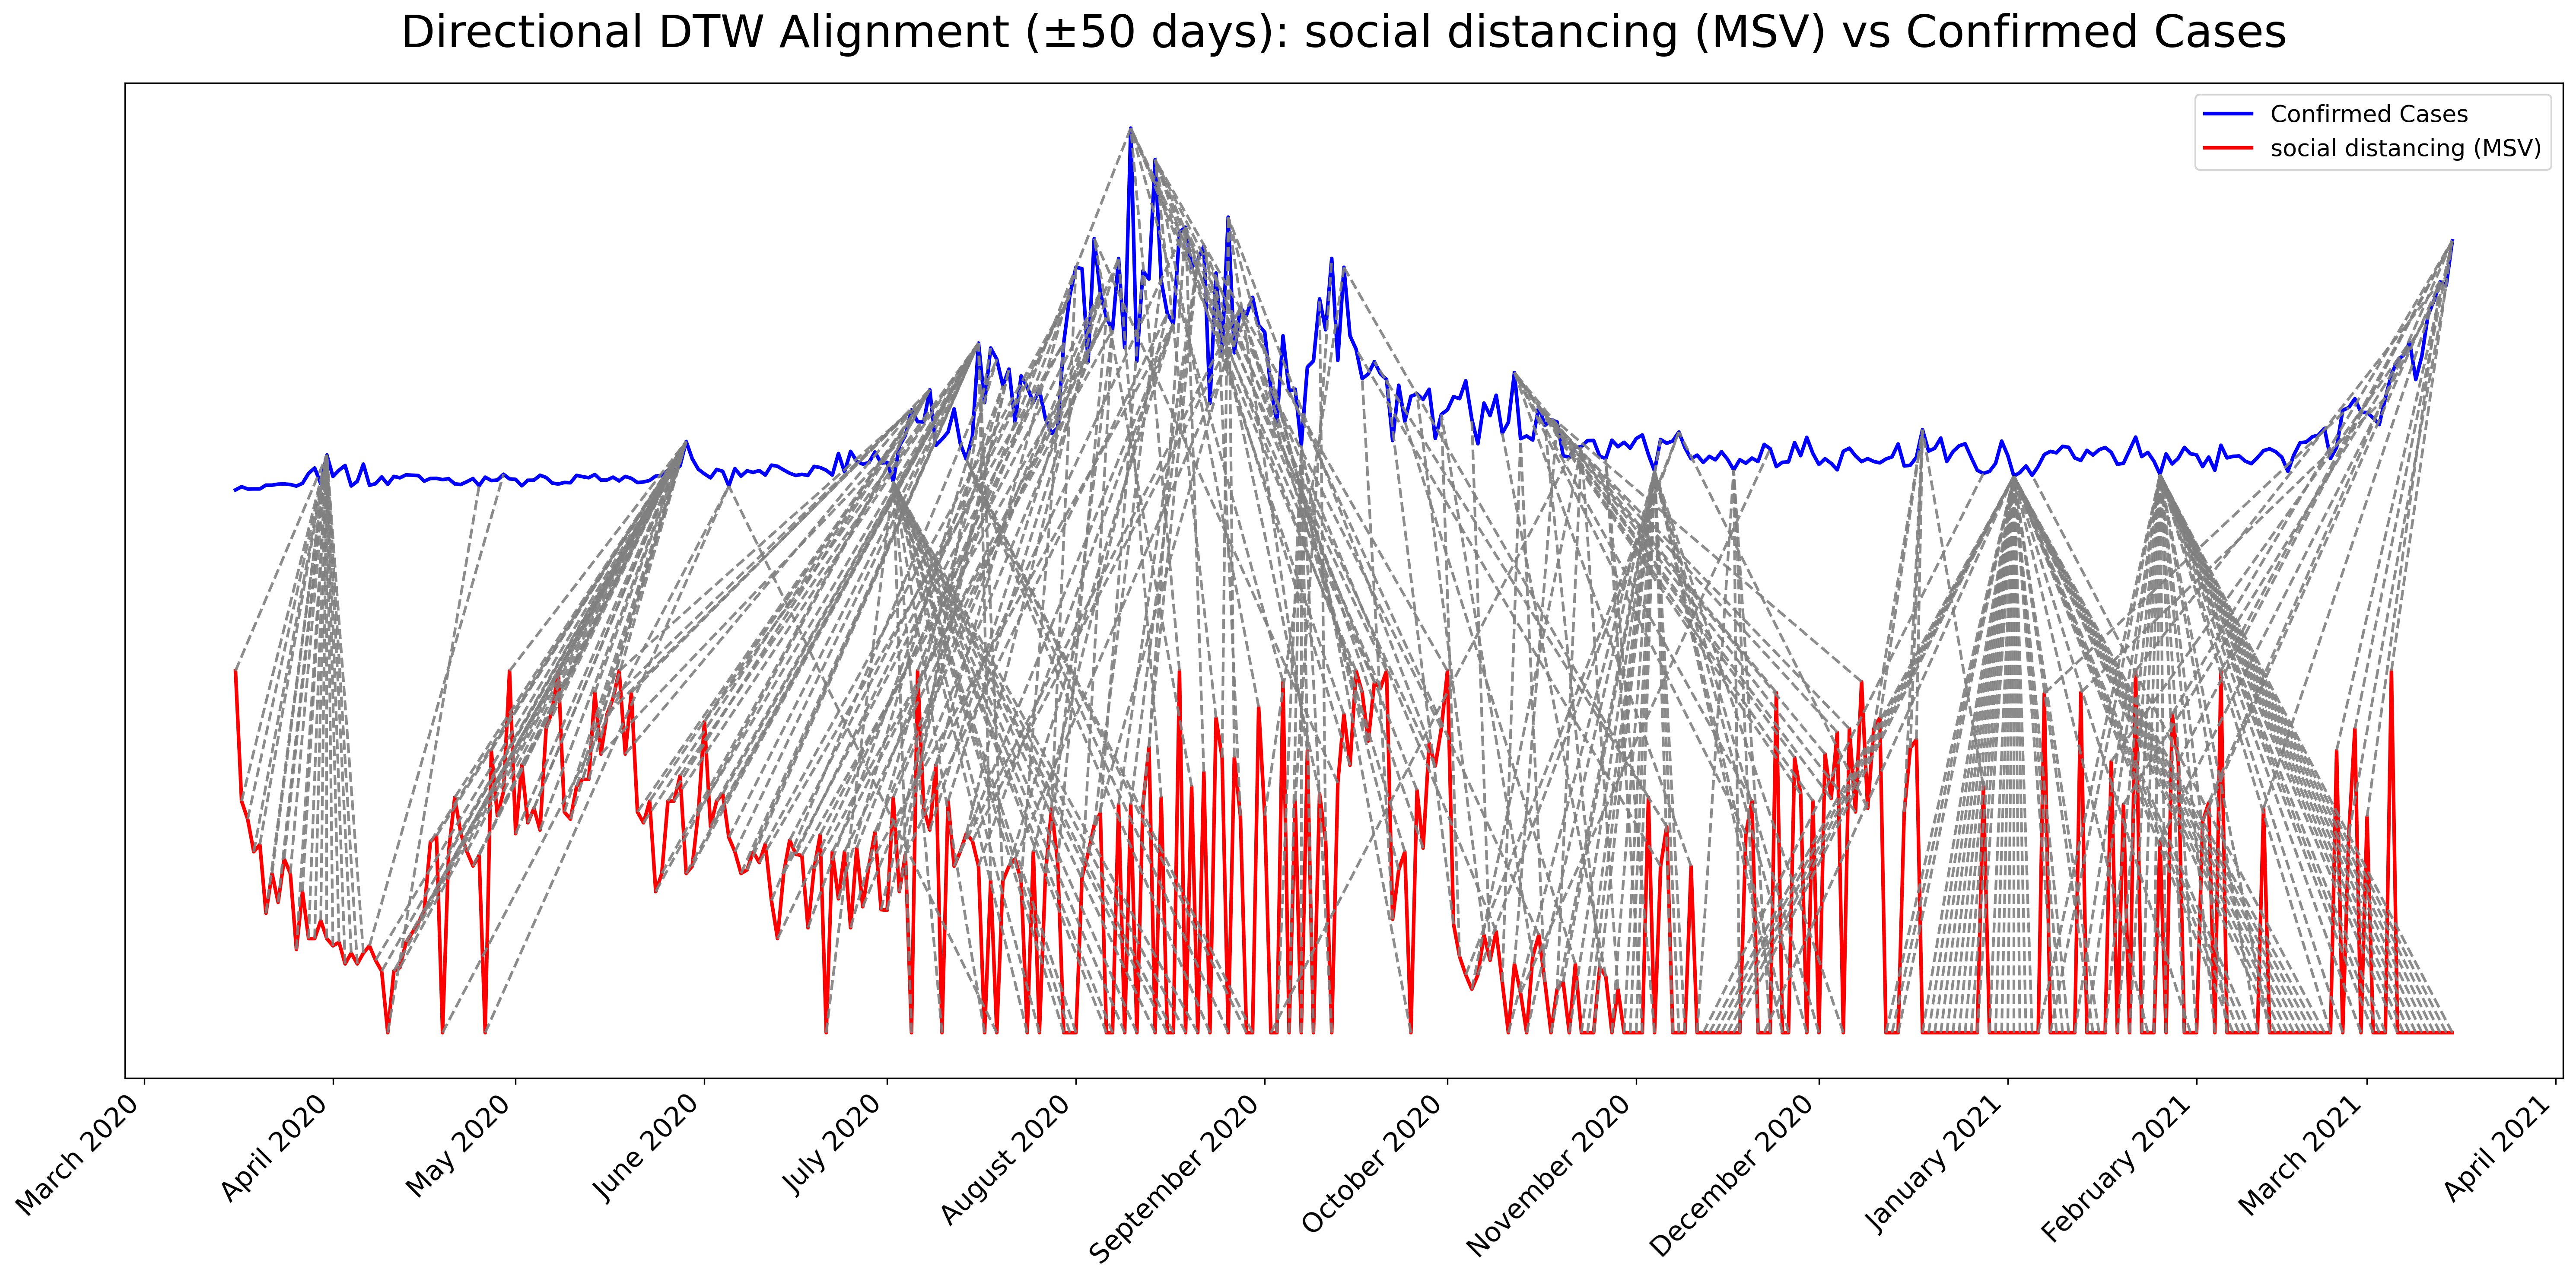 Directional DTW Alignment (±50 days): social distancing (MSV) vs Confirmed Cases
Confirmed Cases
social distancing (MSV)
March 2020
April 2020
May 2020
June 2020
July 2020
August 2020
September 2020
October 2020
November 2020
December 2020
January 2021
February 2021
March 2021
April 2021